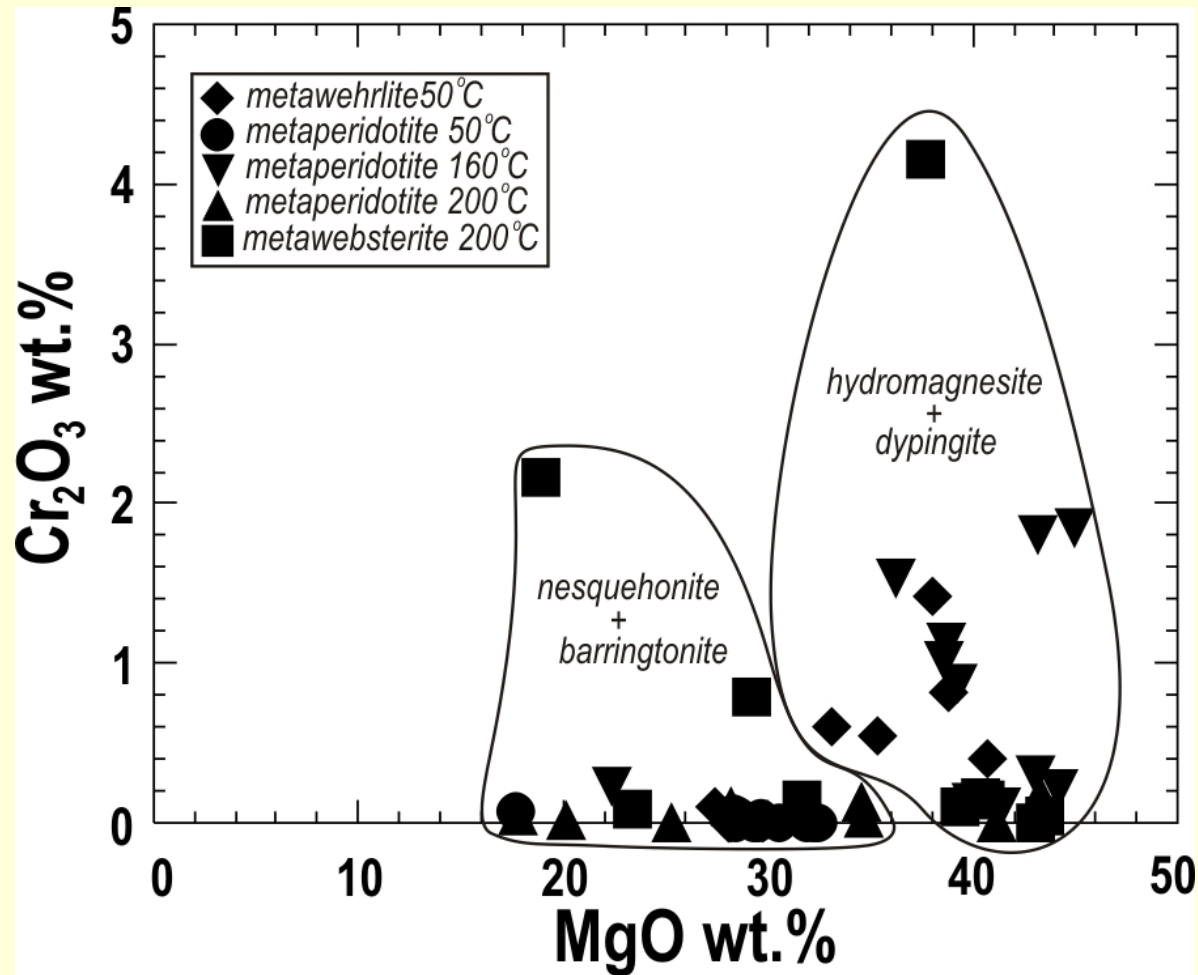 5
4
3
2
1
0
Cr₂O₃ wt.%
metawehrlite50°C
metaperidotite 50°C
metaperidotite 160°C
metaperidotite 200°C
metawebsterite 200°C
hydromagnesite
+
dypingite
nesquehonite
+
barringtonite
0 10 20 30 40 50
MgO wt.%